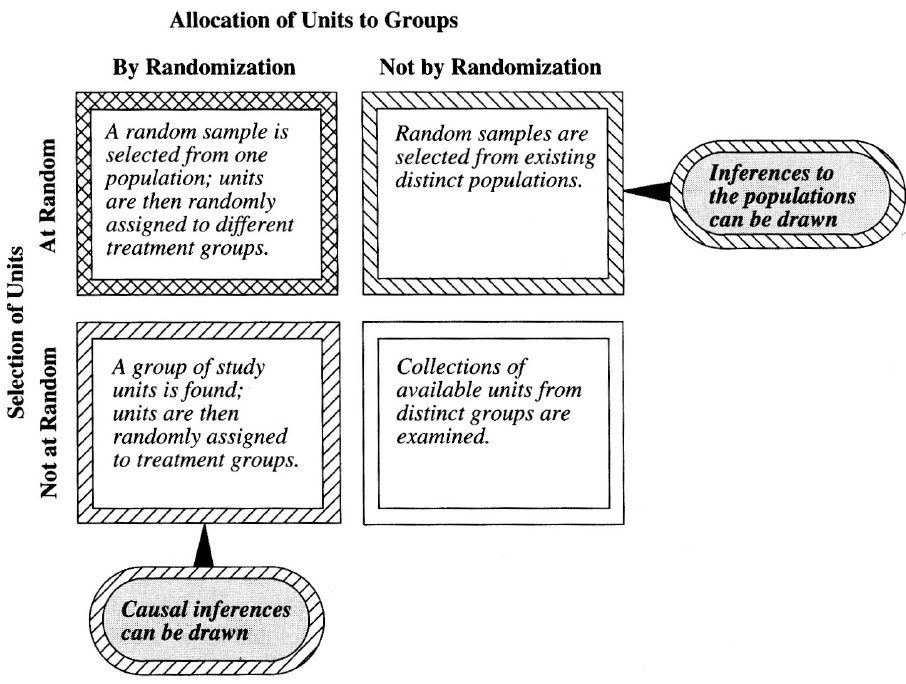 Allocation of Units to Groups
By Randomization
Not by Randomization
Selection of Units
At Random
A random sample is
selected from one
population; units
are then randomly
assigned to different
treatment groups.
Random samples are
selected from existing
distinct populations.
Inferences to
the populations
can be drawn
Not at Random
A group of study
units is found;
units are then
randomly assigned
to treatment groups.
Collections of
available units from
distinct groups are
examined.
Causal inferences
can be drawn